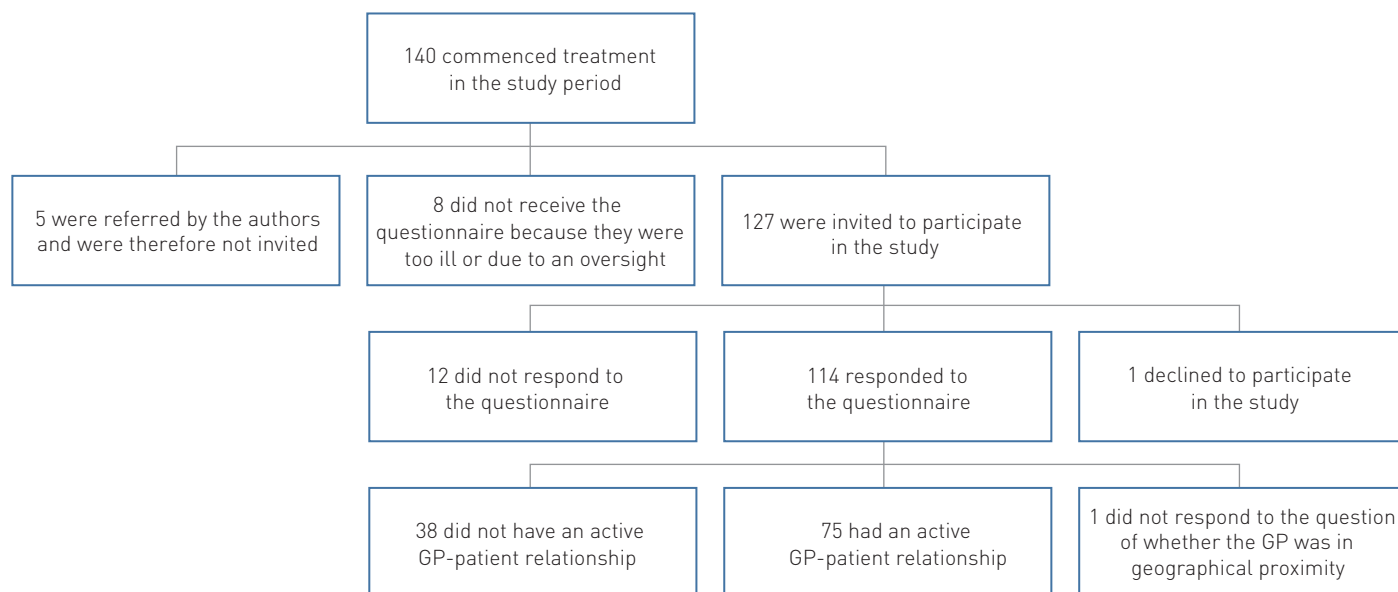 140 commenced treatment
in the study period
5 were referred by the authors
and were therefore not invited
8 did not receive the
questionnaire because they were
too ill or due to an oversight
127 were invited to participate
in the study
12 did not respond to
the questionnaire
114 responded to
the questionnaire
1 declined to participate
in the study
38 did not have an active
GP-patient relationship
75 had an active
GP-patient relationship
1 did not respond to the question
of whether the GP was in
geographical proximity